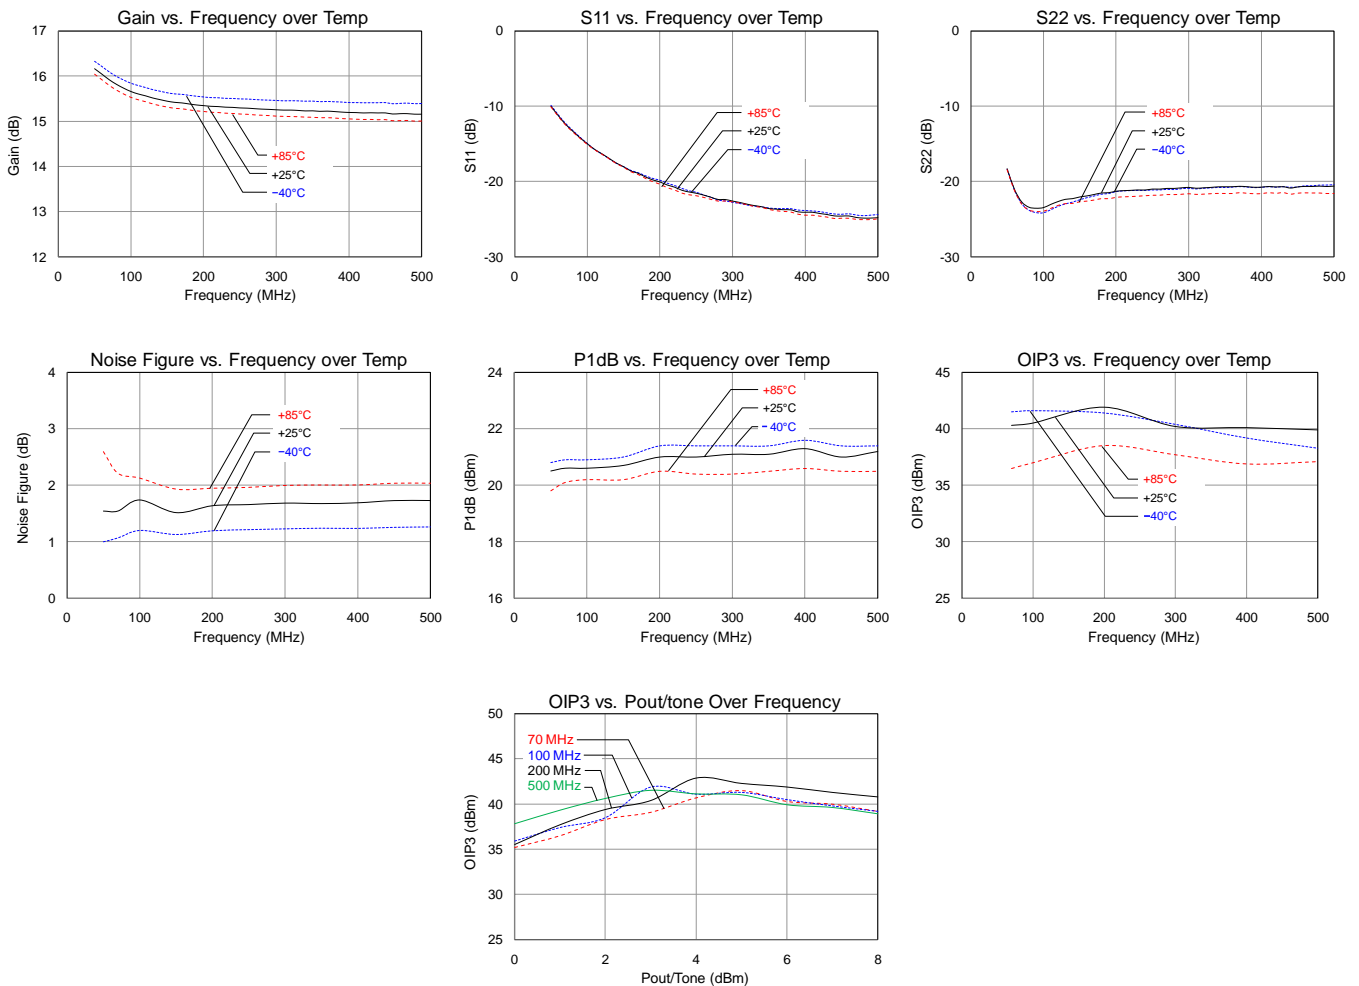 Gain vs. Frequency over Temp
17
16
15
14
13
12
Gain (dB)
+85°C
+25°C
−40°C
0 100 200 300 400 500
Frequency (MHz)
S11 vs. Frequency over Temp
0
-10
-20
-30
S11 (dB)
+85°C
+25°C
−40°C
0 100 200 300 400 500
Frequency (MHz)
S22 vs. Frequency over Temp
0
-10
-20
-30
S22 (dB)
+85°C
+25°C
−40°C
0 100 200 300 400 500
Frequency (MHz)
Noise Figure vs. Frequency over Temp
4
3
2
1
0
Noise Figure (dB)
+85°C
+25°C
−40°C
0 100 200 300 400 500
Frequency (MHz)
P1dB vs. Frequency over Temp
24
22
20
18
16
P1dB (dBm)
+85°C
+25°C
−40°C
0 100 200 300 400 500
Frequency (MHz)
OIP3 vs. Frequency over Temp
45
40
35
30
25
OIP3 (dBm)
+85°C
+25°C
−40°C
0 100 200 300 400 500
Frequency (MHz)
OIP3 vs. Pout/tone Over Frequency
50
45
40
35
30
25
OIP3 (dBm)
70 MHz
100 MHz
200 MHz
500 MHz
0 2 4 6 8
Pout/Tone (dBm)